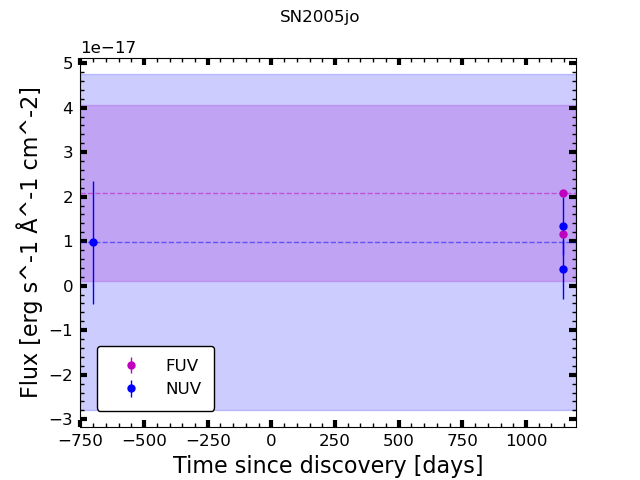 SN2005jo
1e−17
5
4
3
2
1
0
−1
−2
−3
Flux [erg s^-1 Å^-1 cm^-2]
FUV
NUV
−750 −500 −250 0 250 500 750 1000
Time since discovery [days]